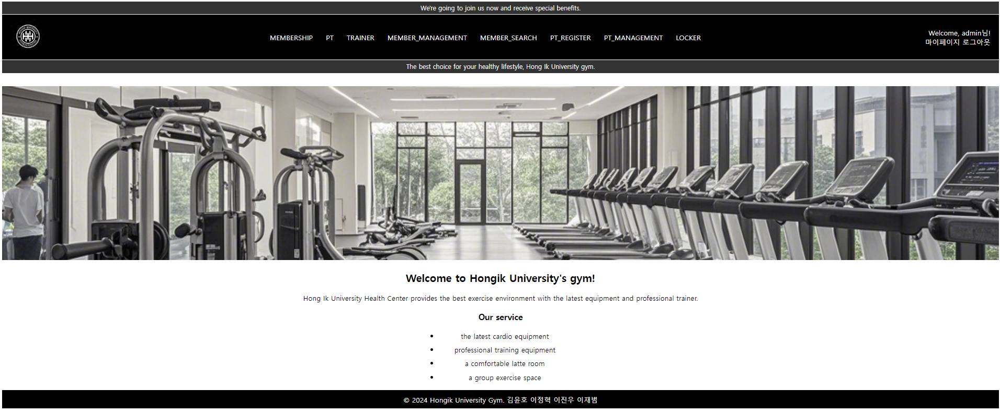 We're going to join us now and receive special benefits.
MEMBERSHIP PT TRAINER MEMBER_MANAGEMENT MEMBER_SEARCH PT_REGISTER PT_MANAGEMENT LOCKER
Welcome, admin님!
마이페이지 로그아웃
The best choice for your healthy lifestyle, Hong Ik University gym.
Welcome to Hongik University's gym!
Hong Ik University Health Center provides the best exercise environment with the latest equipment and professional trainer.
Our service
• the latest cardio equipment
• professional training equipment
• a comfortable latte room
• a group exercise space
© 2024 Hongik University Gym. 김윤호 이정혁 이진우 이재범